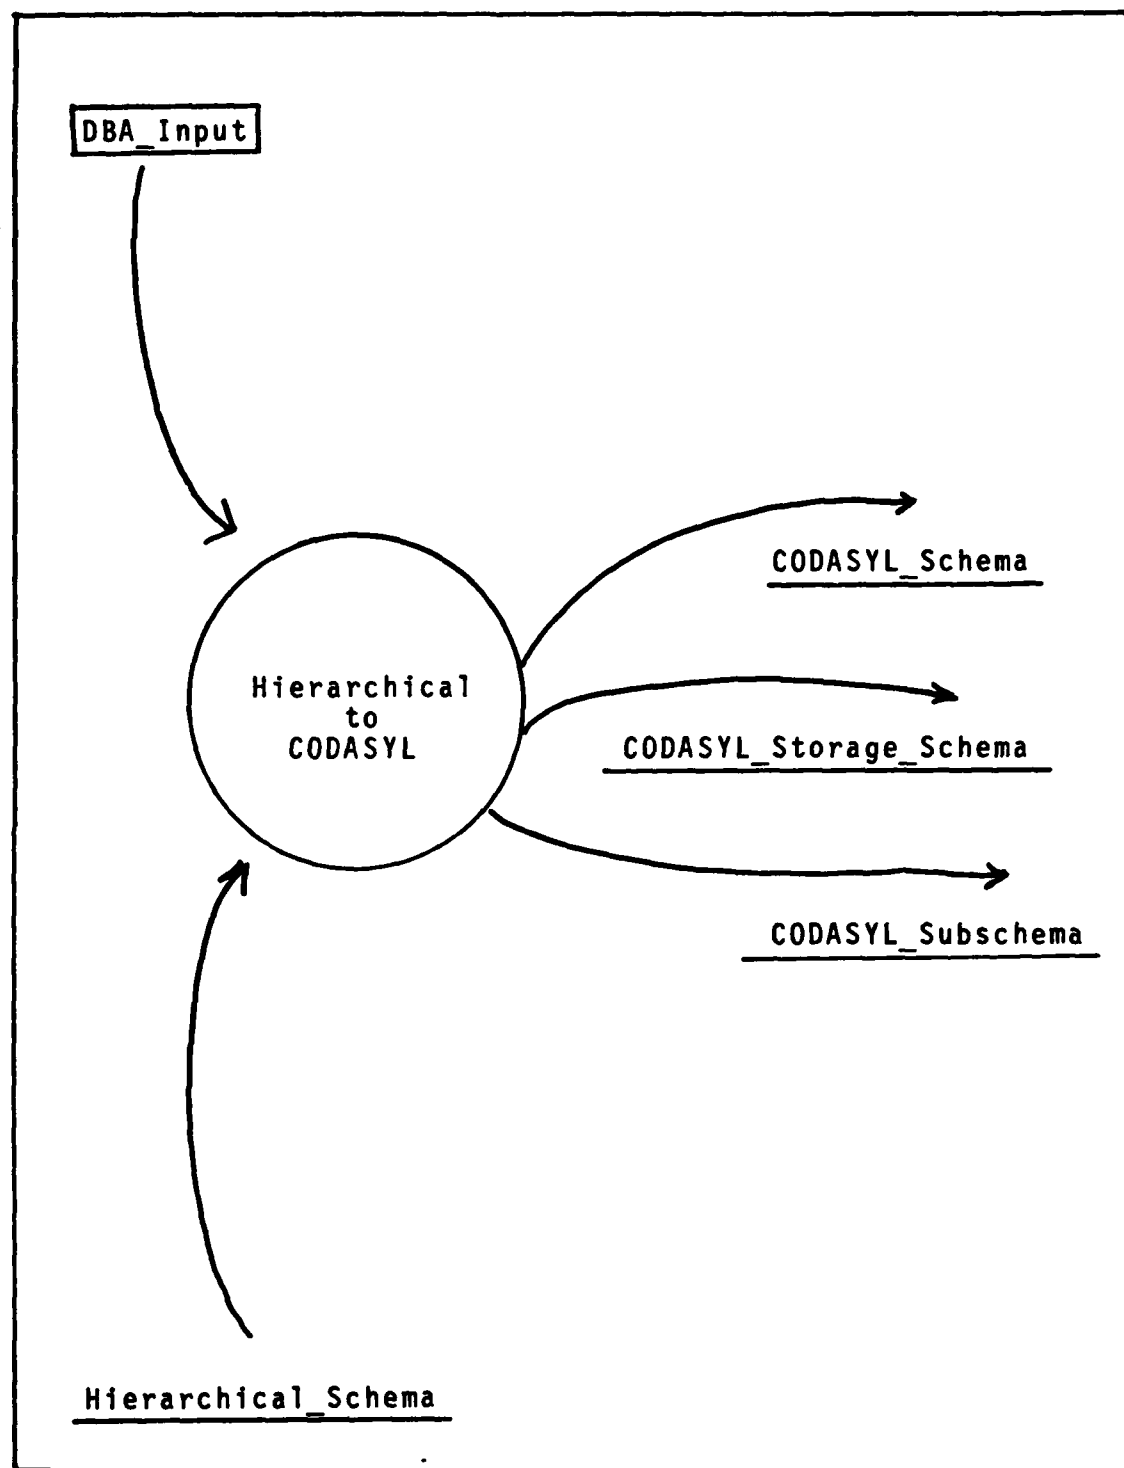 DBA_Input
CODASYL_Schema
Hierarchical
to
CODASYL
CODASYL_Storage_Schema
CODASYL_Subschema
Hierarchical_Schema